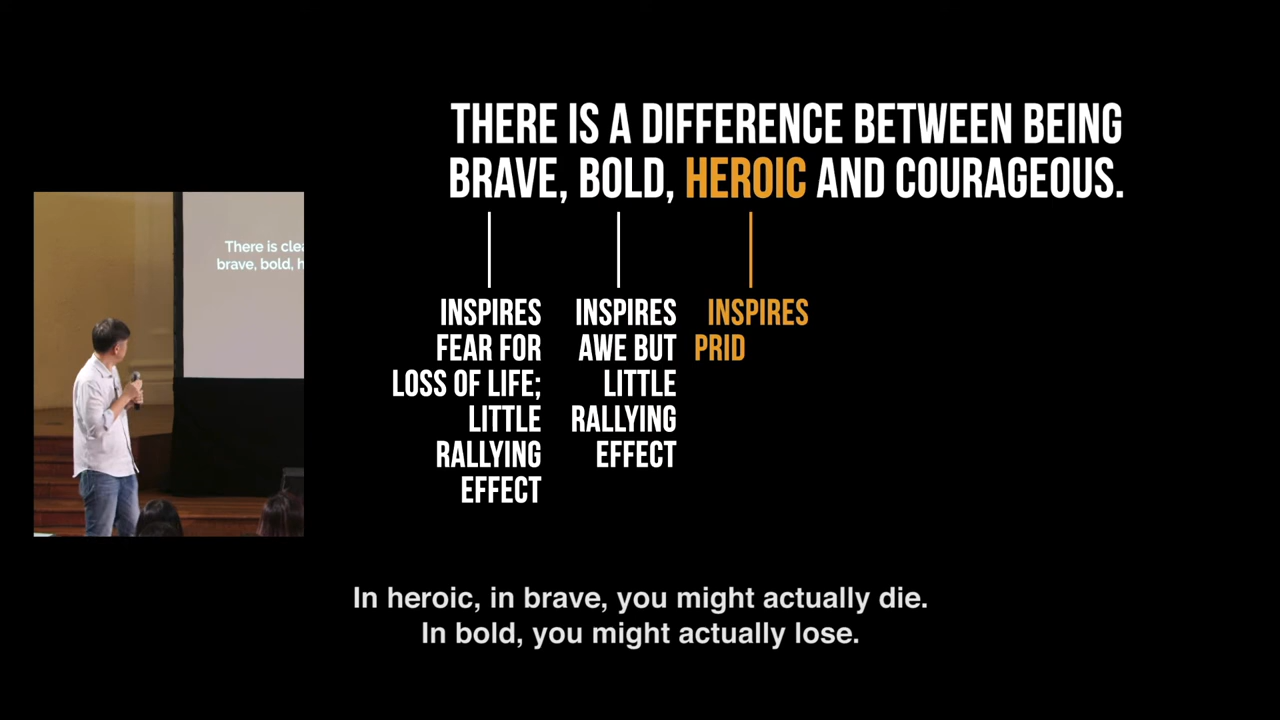 THERE IS A DIFFERENCE BETWEEN BEING
BRAVE, BOLD, HEROIC AND COURAGEOUS.
INSPIRES
FEAR FOR
LOSS OF LIFE;
LITTLE
RALLYING
EFFECT
INSPIRES
AWE BUT
LITTLE
RALLYING
EFFECT
INSPIRES
PRID
There is
brave, bold,
In heroic, in brave, you might actually die.
In bold, you might actually lose.